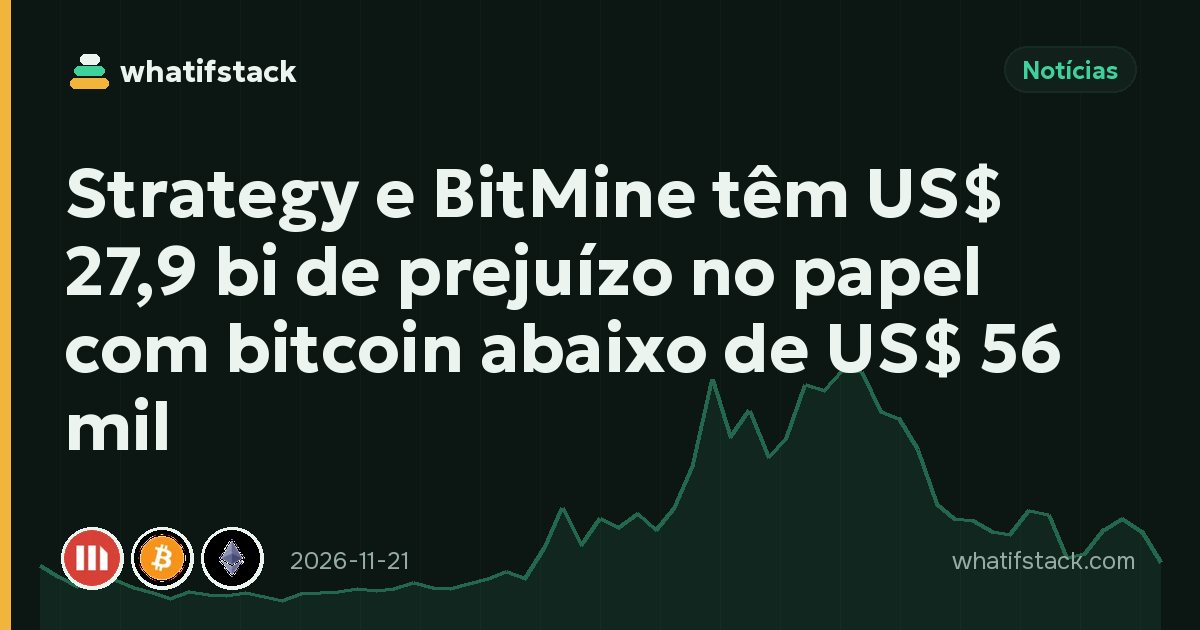 whatifstack
Notícias
Strategy e BitMine têm US$
27,9 bi de prejuízo no papel
com bitcoin abaixo de US$ 56
mil
2026-11-21
whatifstack.com